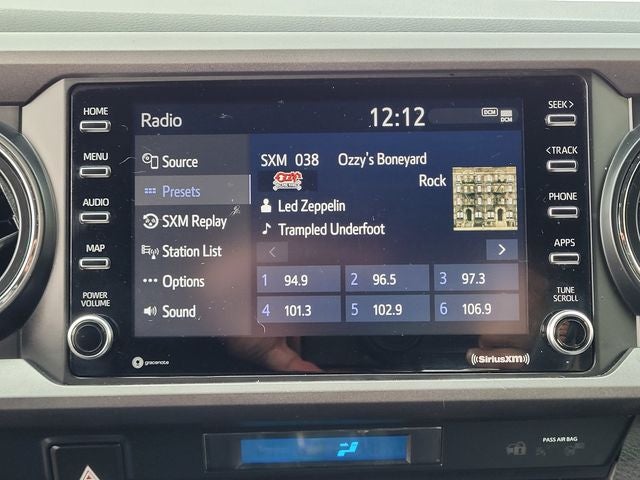 HOME
MENU
AUDIO
MAP
POWER
VOLUME
Radio
12:12
DCM
DCM
Source
Presets
SXM Replay
Station List
Options
Sound
SXM 038 Ozzy's Boneyard
Rock
Led Zeppelin
Trampled Underfoot
1 94.9
2 96.5
3 97.3
4 101.3
5 102.9
6 106.9
SEEK >
< TRACK
PHONE
APPS
TUNE
SCROLL
gracenote
((SiriusXM))
PASS AIR BAG